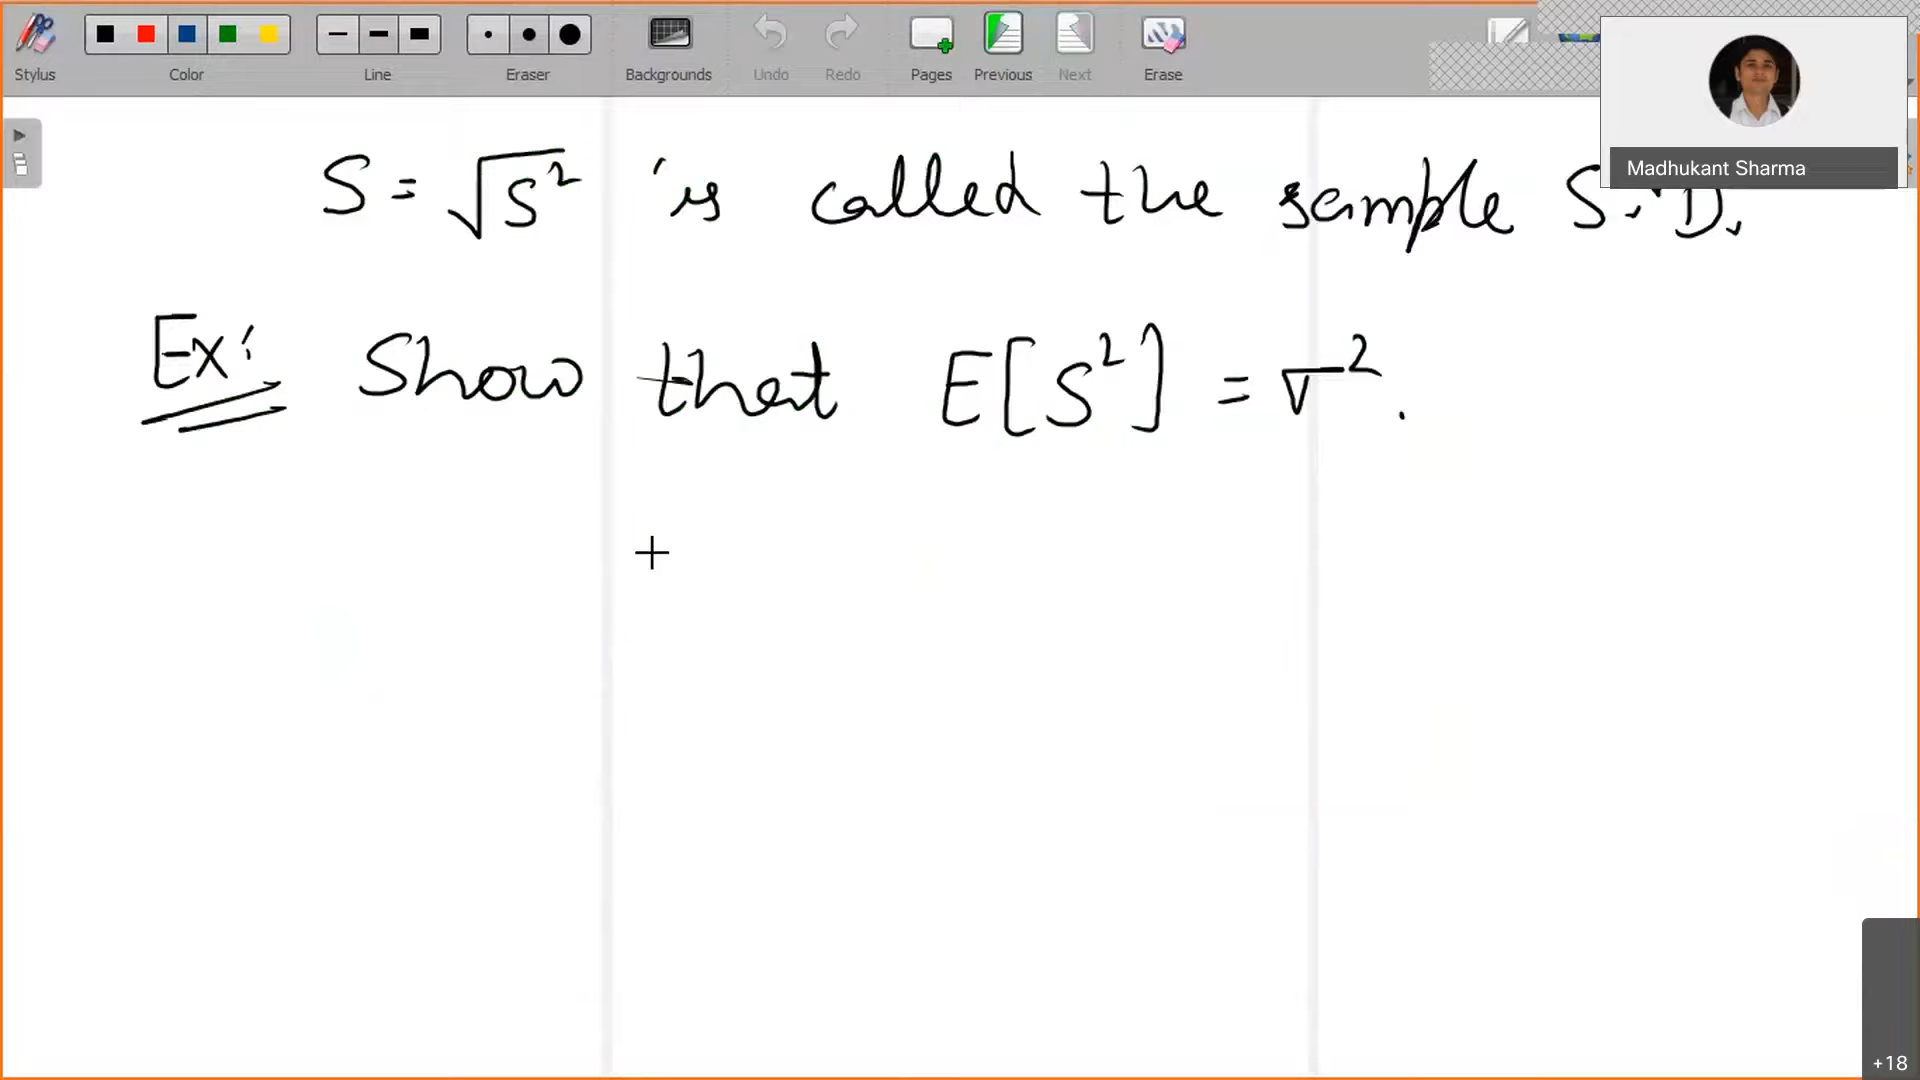 Stylus Color Line Eraser Backgrounds Undo Redo Pages Previous Next Erase
Madhukant Sharma
S = √S² is called the sample S.D.
Ex: Show that E[S²] = σ².
+18